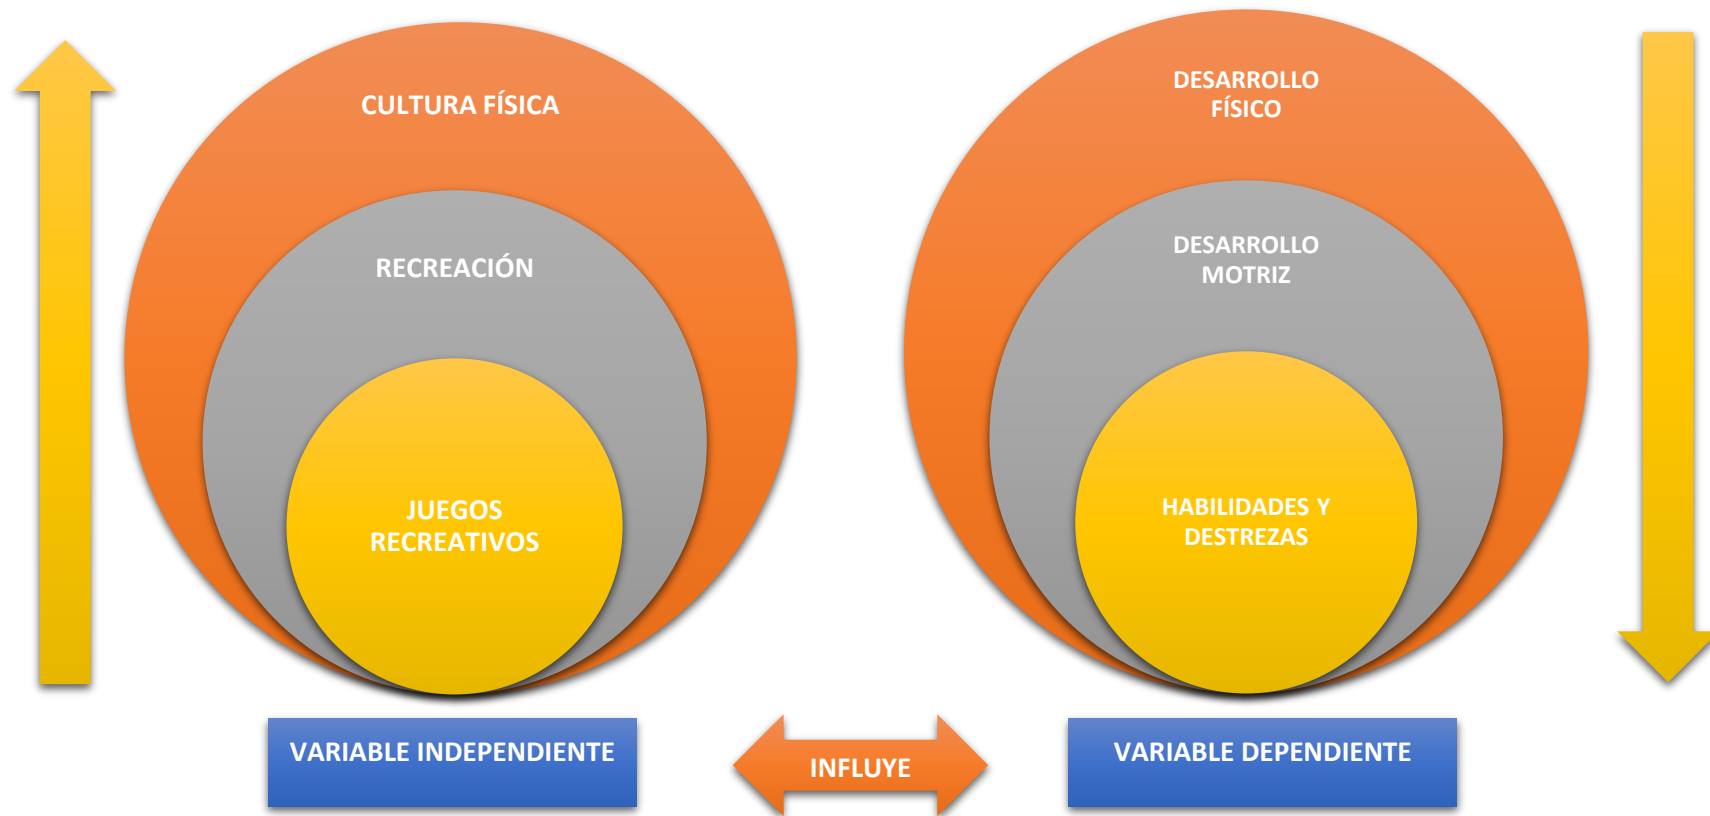 CULTURA FÍSICA
RECREACIÓN
JUEGOS
RECREATIVOS
DESARROLLO
FÍSICO
DESARROLLO
MOTRIZ
HABILIDADES Y
DESTREZAS
VARIABLE INDEPENDIENTE
INFLUYE
VARIABLE DEPENDIENTE